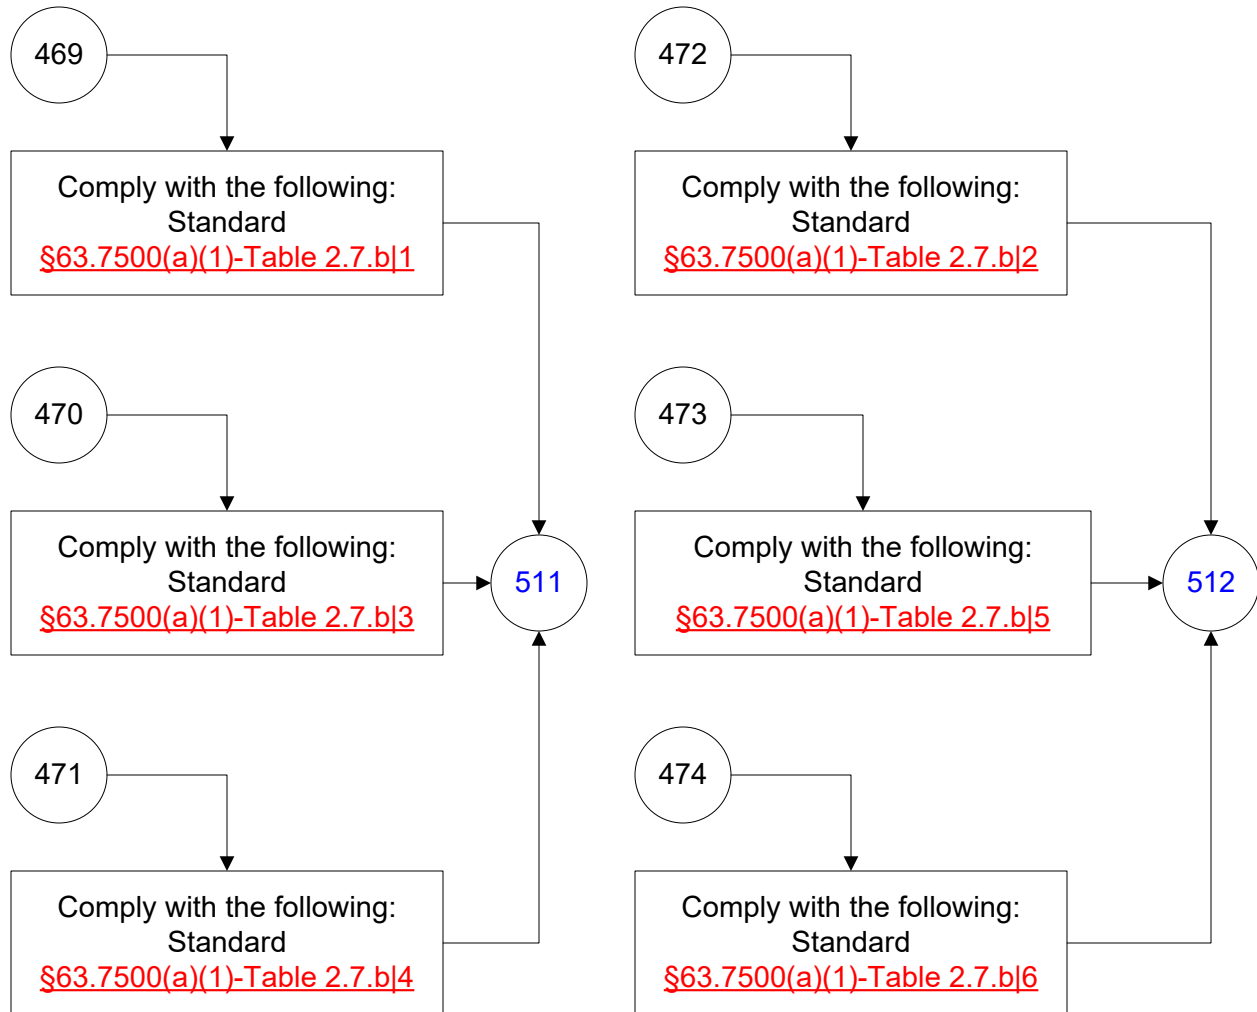 469
Comply with the following:
Standard
§63.7500(a)(1)-Table 2.7.b|1
470
Comply with the following:
Standard
§63.7500(a)(1)-Table 2.7.b|3
511
471
Comply with the following:
Standard
§63.7500(a)(1)-Table 2.7.b|4
472
Comply with the following:
Standard
§63.7500(a)(1)-Table 2.7.b|2
473
Comply with the following:
Standard
§63.7500(a)(1)-Table 2.7.b|5
512
474
Comply with the following:
Standard
§63.7500(a)(1)-Table 2.7.b|6